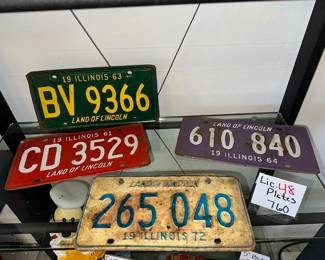 19 ILLINOIS 63
BV 9366
LAND OF LINCOLN
19 ILLINOIS 61
CD 3529
LAND OF LINCOLN
LAND OF LINCOLN
610 840
19 ILLINOIS 64
LAND OF LINCOLN
265 048
19 ILLINOIS 72
Lic. 48
Plates
760